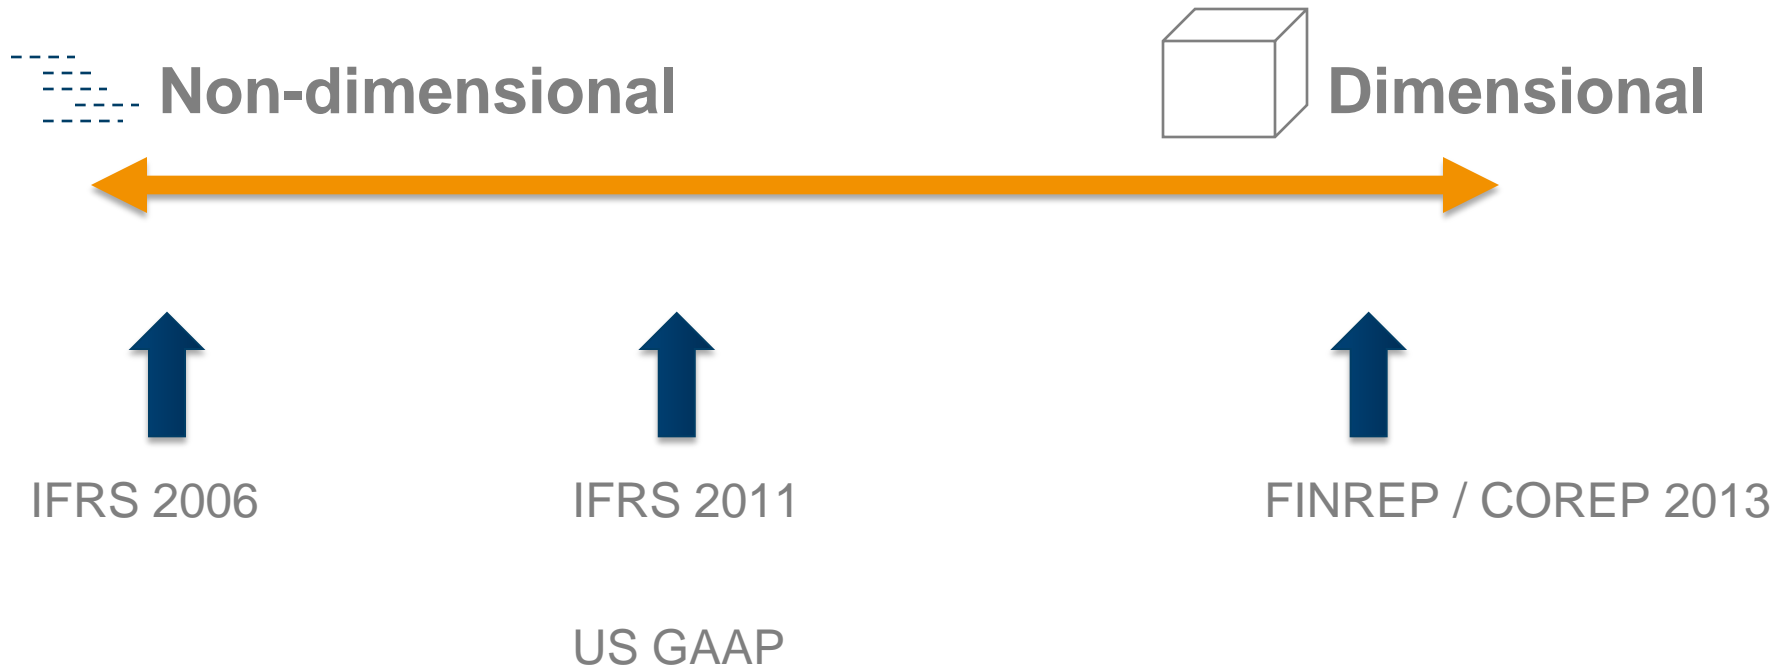 Non-dimensional
Dimensional
IFRS 2006
IFRS 2011
FINREP / COREP 2013
US GAAP